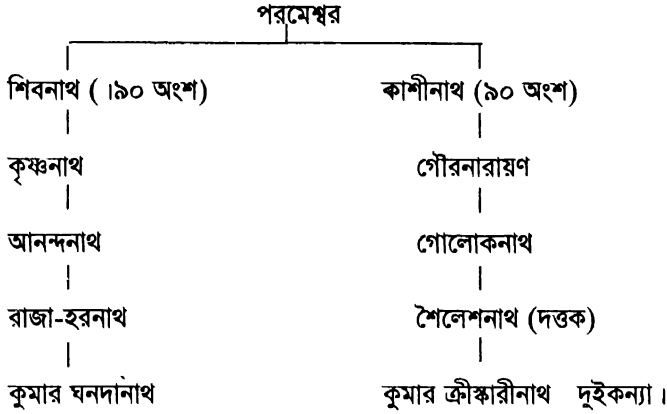 পরমেশ্বর
শিবনাথ (।৯০ অংশ) কাশীনাথ (৯০ অংশ)
কৃষ্ণনাথ গৌরনারায়ণ
আনন্দনাথ গোলোকনাথ
রাজা-হরনাথ শৈলেশনাথ (দত্তক)
কুমার ঘনদানাথ কুমার ক্রীস্কারীনাথ দুইকন্যা।